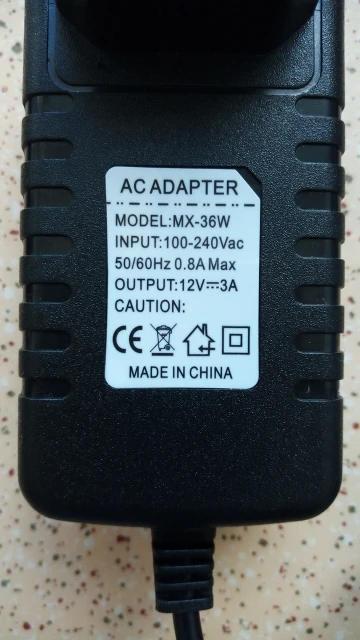 AC ADAPTER
MODEL:MX-36W
INPUT:100-240Vac
50/60Hz 0.8A Max
OUTPUT:12V⎓3A
CAUTION:
CE
MADE IN CHINA